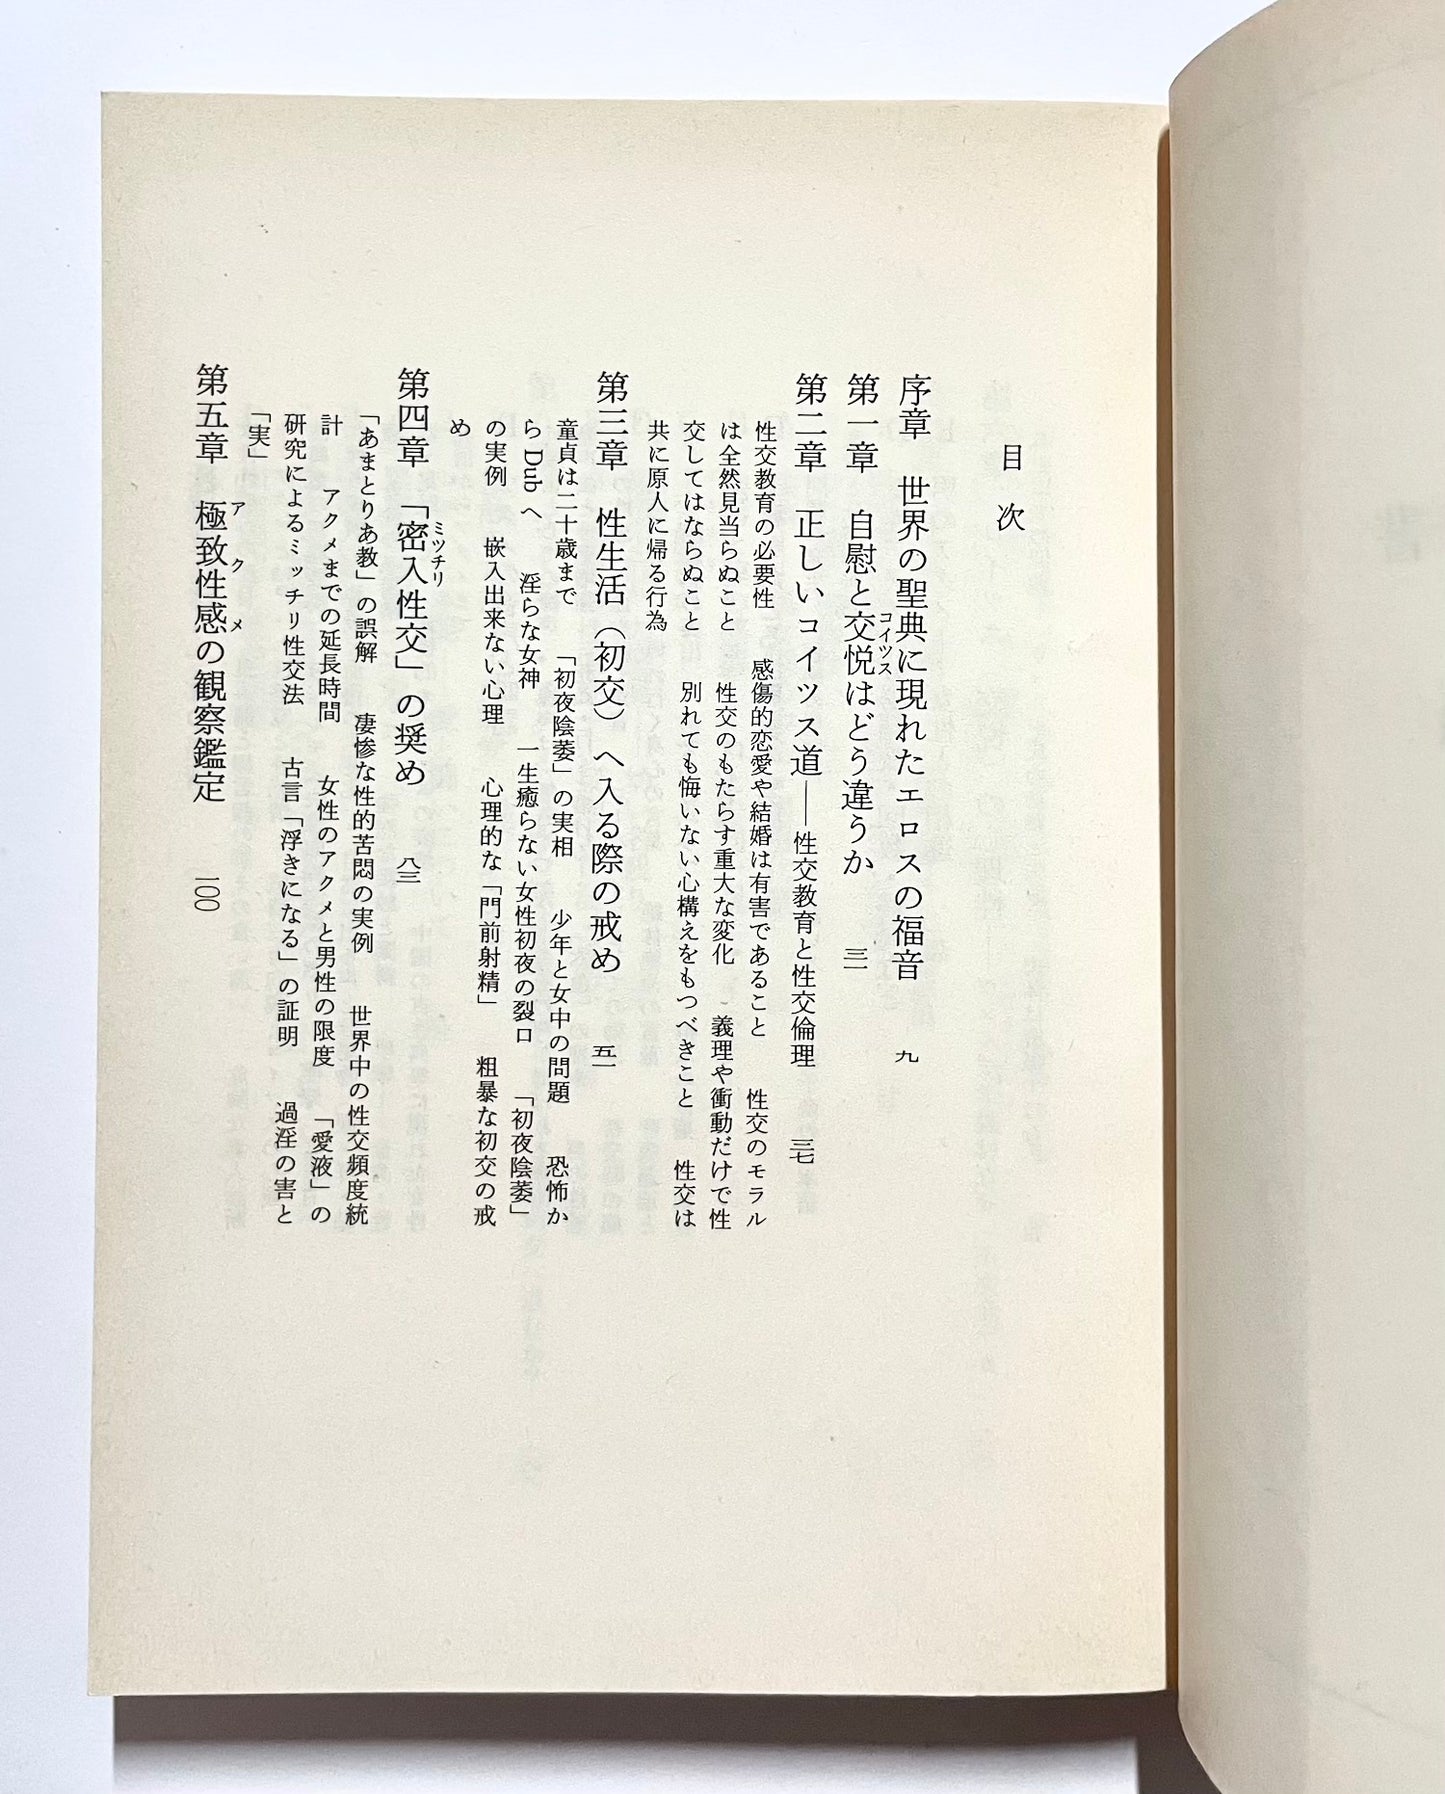 目次
序章　世界の聖典に現れたエロスの福音　九
第一章　自慰と交悦はどう違うか　三一
コイツス
第二章　正しいコイツス道——性交教育と性交倫理　三七
性交教育の必要性　感傷的恋愛や結婚は有害であること　性交のモラル
は全然見当らぬこと　性交のもたらす重大な変化　義理や衝動だけで性
交してはならぬこと　別れても悔いない心構えをもつべきこと　性交は
共に原人に帰る行為
第三章　性生活（初交）へ入る際の戒め　五一
童貞は二十歳まで　「初夜陰萎」の実相　少年と女中の問題　恐怖か
らDubへ　淫らな女神　一生癒らない女性初夜の裂口　「初夜陰萎」
の実例　嵌入出来ない心理　心理的な「門前射精」　粗暴な初交の戒
め
第四章　「密入性交」の奨め　八三
ミツチリ
「あまとりあ教」の誤解　凄惨な性的苦悶の実例　世界中の性交頻度統
計　アクメまでの延長時間　女性のアクメと男性の限度　「愛液」の
研究によるミッチリ性交法　古言「浮きになる」の証明　過淫の害と
「実」
第五章　極致性感の観察鑑定　一〇〇
アクメ